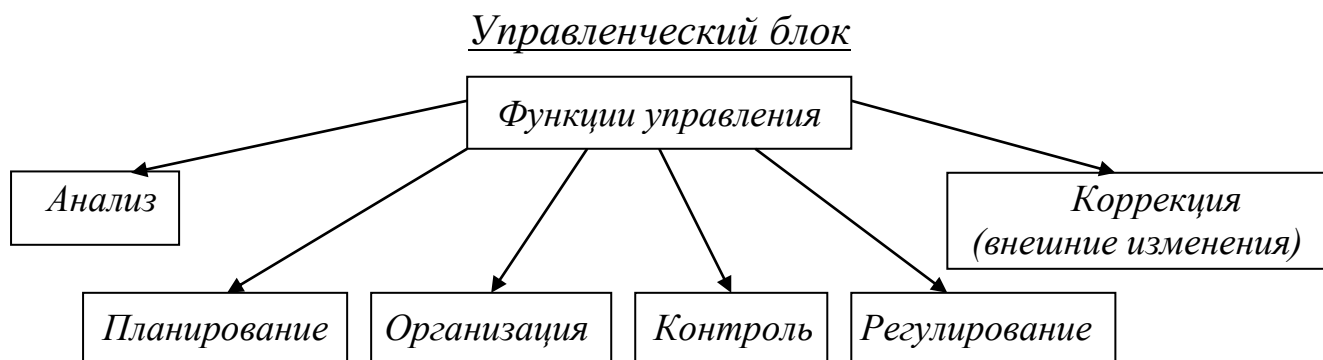 Управленческий блок
Функции управления
Анализ
Коррекция
(внешние изменения)
Планирование
Организация
Контроль
Регулирование